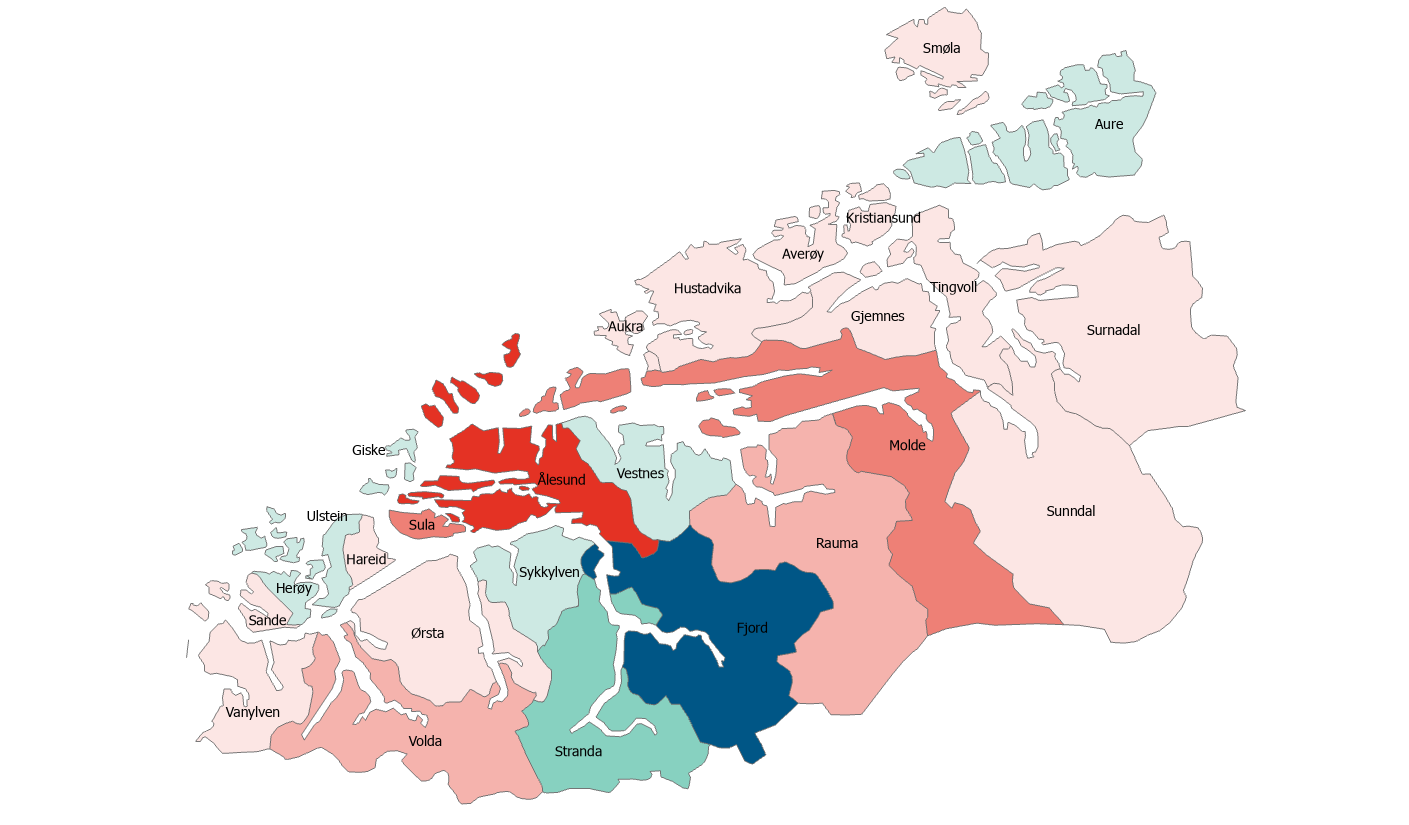 Smøla
Aure
Kristiansund
Averøy
Tingvoll
Hustadvika
Gjemnes
Aukra
Surnadal
Molde
Giske
Vestnes
Ålesund
Sunndal
Ulstein
Sula
Rauma
Hareid
Sykkylven
Herøy
Sande
Fjord
Ørsta
Vanylven
Volda
Stranda